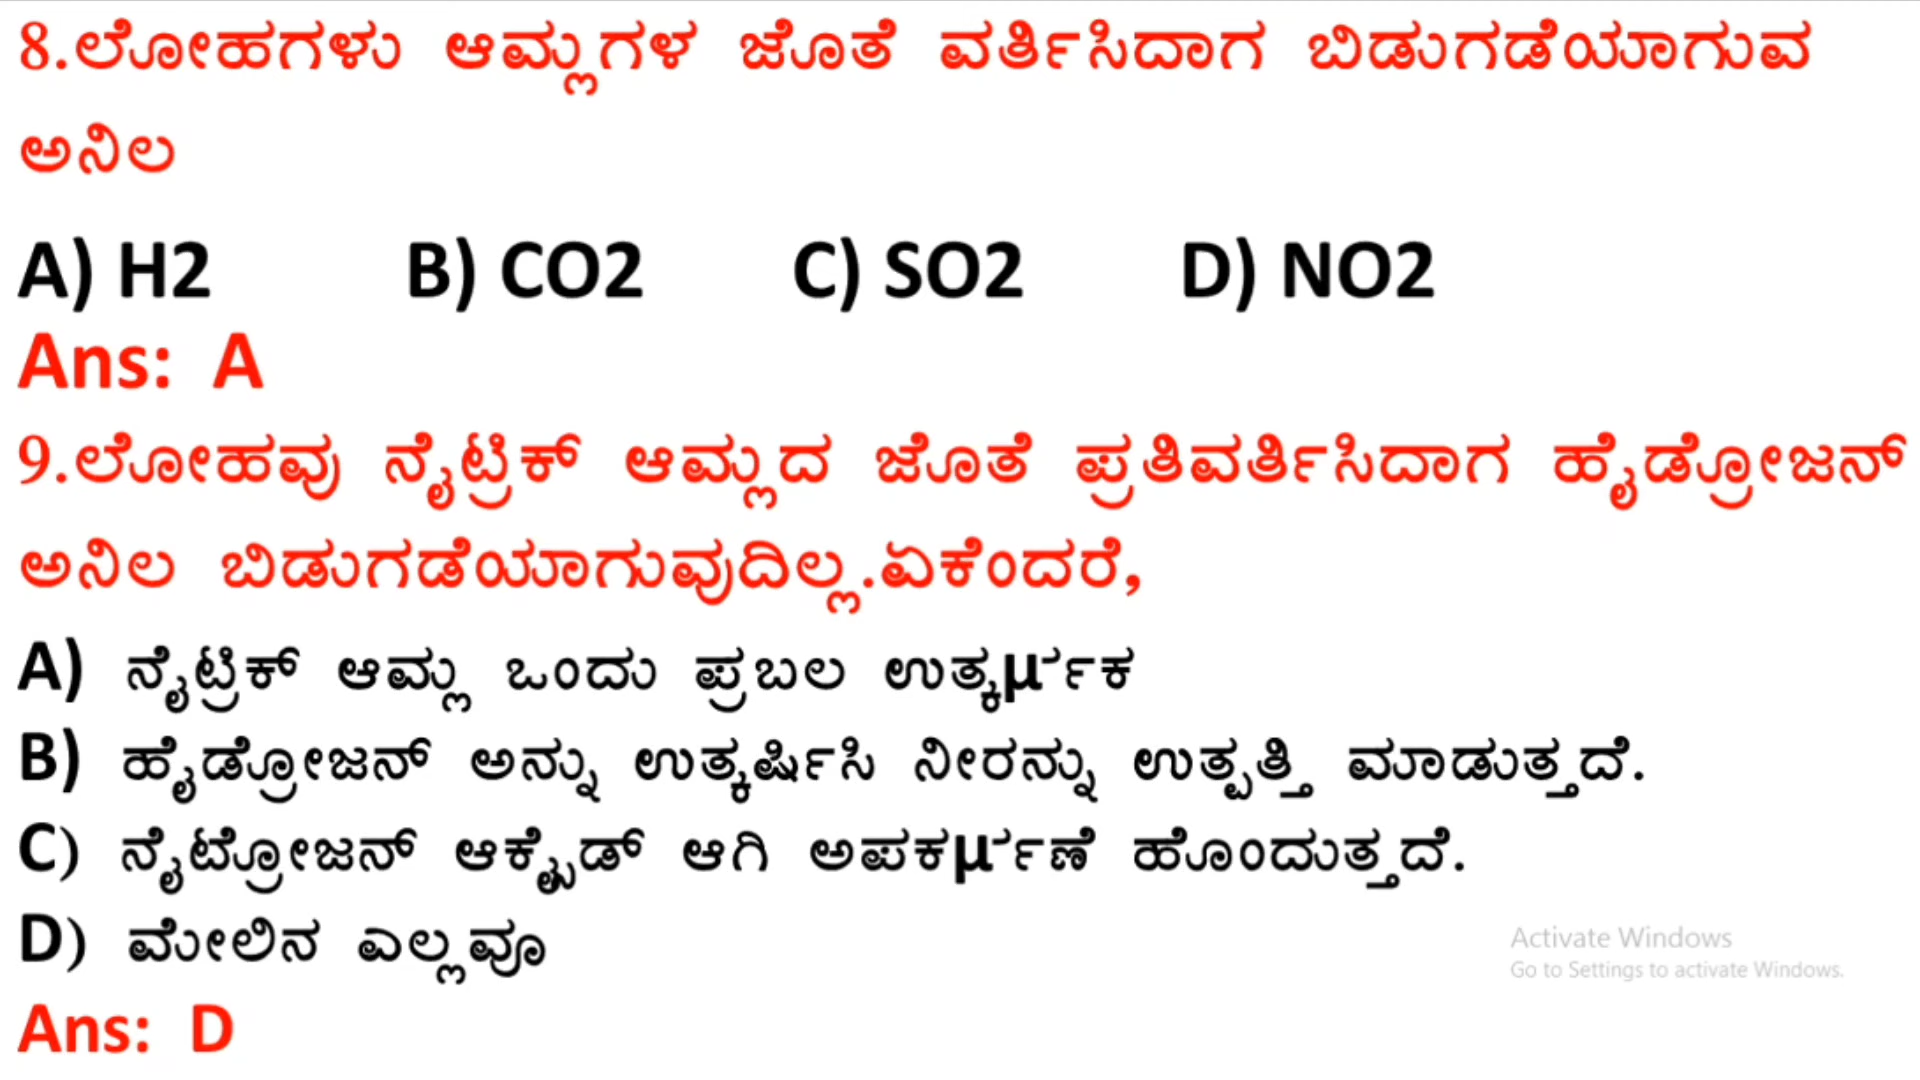 8.ಲೋಹಗಳು ಆಮ್ಲಗಳ ಜೊತೆ ವರ್ತಿಸಿದಾಗ ಬಿಡುಗಡೆಯಾಗುವ
ಅನಿಲ
A) H2 B) CO2 C) SO2 D) NO2
Ans: A
9.ಲೋಹವು ನೈಟ್ರಿಕ್ ಆಮ್ಲದ ಜೊತೆ ಪ್ರತಿವರ್ತಿಸಿದಾಗ ಹೈಡ್ರೋಜನ್
ಅನಿಲ ಬಿಡುಗಡೆಯಾಗುವುದಿಲ್ಲ.ಏಕೆಂದರೆ,
A) ನೈಟ್ರಿಕ್ ಆಮ್ಲ ಒಂದು ಪ್ರಬಲ ಉತ್ಕರ್µಕ
B) ಹೈಡ್ರೋಜನ್ ಅನ್ನು ಉತ್ಕರ್ಷಿಸಿ ನೀರನ್ನು ಉತ್ಪತ್ತಿ ಮಾಡುತ್ತದೆ.
C) ನೈಟ್ರೋಜನ್ ಆಕ್ಸೈಡ್ ಆಗಿ ಅಪಕರ್µಣೆ ಹೊಂದುತ್ತದೆ.
D) ಮೇಲಿನ ಎಲ್ಲವೂ
Ans: D
Activate Windows
Go to Settings to activate Windows.